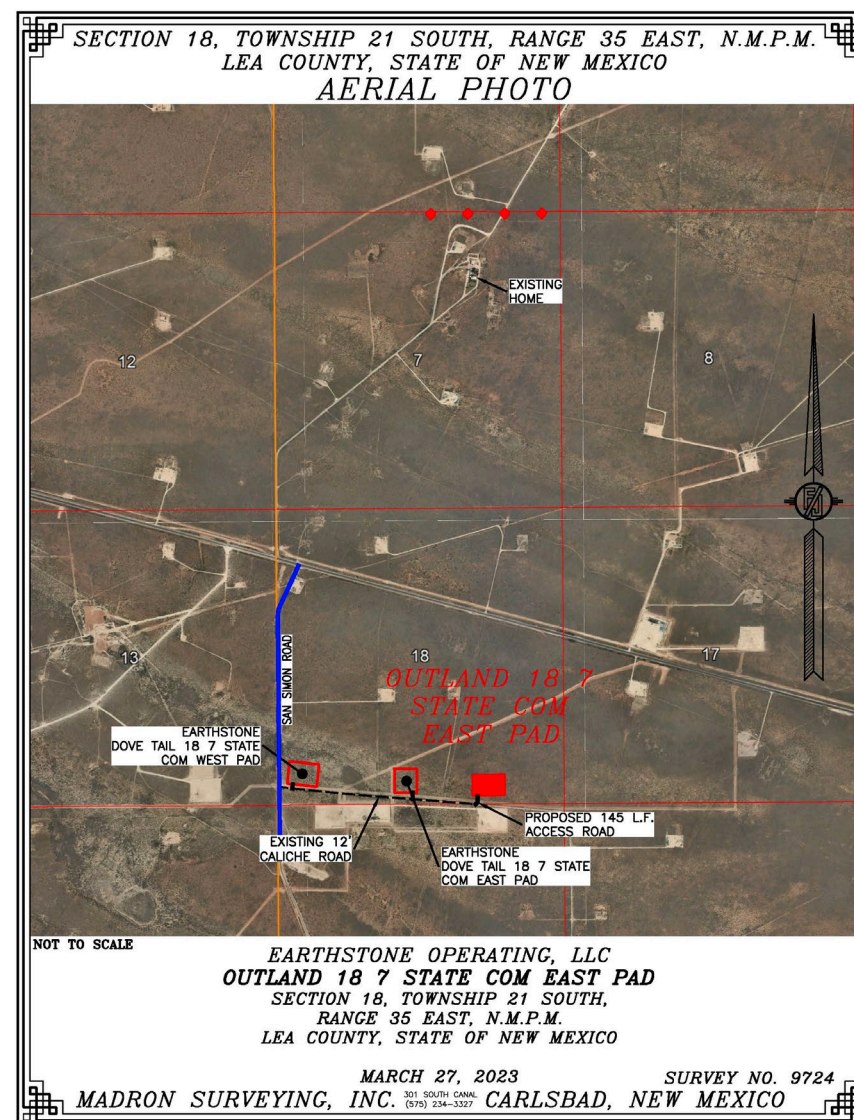 SECTION 18, TOWNSHIP 21 SOUTH, RANGE 35 EAST, N.M.P.M.
LEA COUNTY, STATE OF NEW MEXICO
AERIAL PHOTO
EXISTING
HOME
12
7
8
13
18
17
SAN SIMON ROAD
OUTLAND 18 7
STATE COM
EAST PAD
EARTHSTONE
DOVE TAIL 18 7 STATE
COM WEST PAD
PROPOSED 145 L.F.
ACCESS ROAD
EXISTING 12'
CALICHE ROAD
EARTHSTONE
DOVE TAIL 18 7 STATE
COM EAST PAD
NOT TO SCALE
EARTHSTONE OPERATING, LLC
OUTLAND 18 7 STATE COM EAST PAD
SECTION 18, TOWNSHIP 21 SOUTH,
RANGE 35 EAST, N.M.P.M.
LEA COUNTY, STATE OF NEW MEXICO
MARCH 27, 2023
SURVEY NO. 9724
MADRON SURVEYING, INC. 301 SOUTH CANAL (575) 234-3327 CARLSBAD, NEW MEXICO